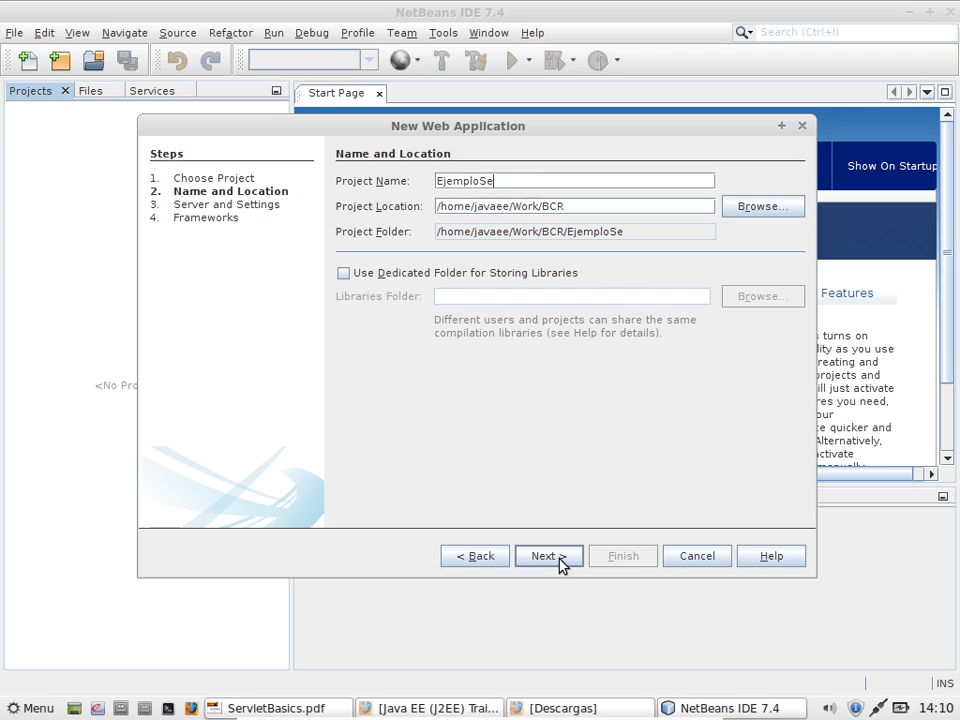 NetBeans IDE 7.4
File Edit View Navigate Source Refactor Run Debug Profile Team Tools Window Help
Search (Ctrl+I)
Projects Files Services
Start Page
New Web Application
Show On Startup
Steps
1. Choose Project
2. Name and Location
3. Server and Settings
4. Frameworks
Name and Location
Project Name: EjemploSe
Project Location: /home/javaee/Work/BCR Browse...
Project Folder: /home/javaee/Work/BCR/EjemploSe
Use Dedicated Folder for Storing Libraries
Libraries Folder: Browse...
Different users and projects can share the same
compilation libraries (see Help for details).
<No Pro
Features
s turns on
lity as you use
creating and
projects and
ill just activate
res you need,
our
ce quicker and
Alternatively,
activate
< Back Next > Finish Cancel Help
INS
Menu ServletBasics.pdf [Java EE (J2EE) Trai... [Descargas] NetBeans IDE 7.4 14:10